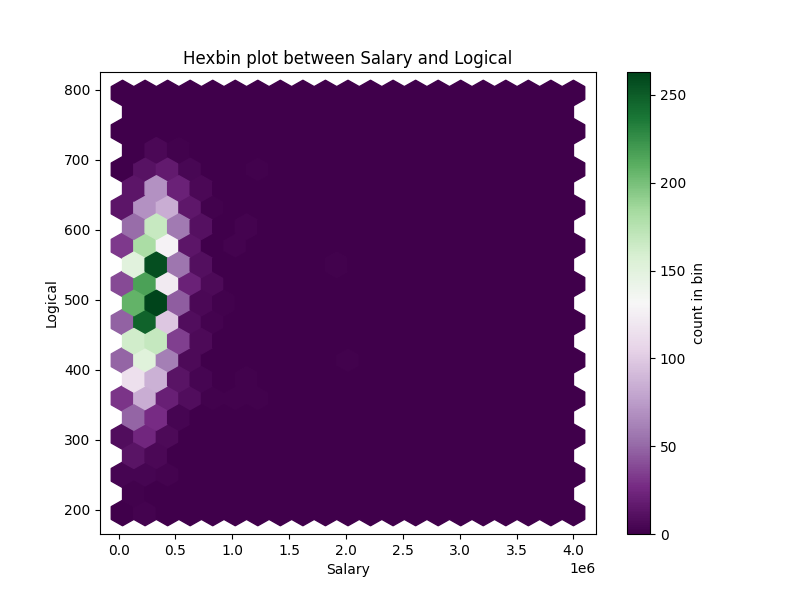 Hexbin plot between Salary and Logical
800
700
600
500
400
300
200
Logical
0.0 0.5 1.0 1.5 2.0 2.5 3.0 3.5 4.0
1e6
Salary
250
200
150
100
50
0
count in bin